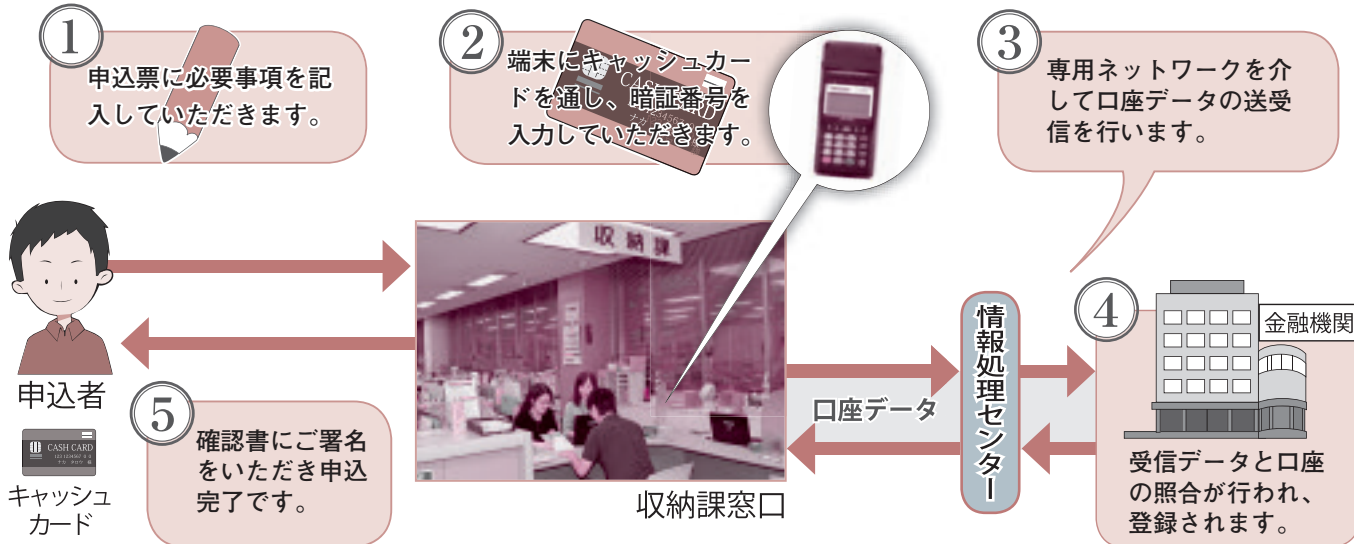 1
申込票に必要事項を記
入していただきます。
2
端末にキャッシュカー
ドを通し、暗証番号を
入力していただきます。
3
専用ネットワークを介
して口座データの送受
信を行います。
収納課
申込者
CASH CARD
キャッシュ
カード
5
確認書にご署名
をいただき申込
完了です。
収納課窓口
口座データ
情報処理センター
4
金融機関
受信データと口座
の照合が行われ、
登録されます。